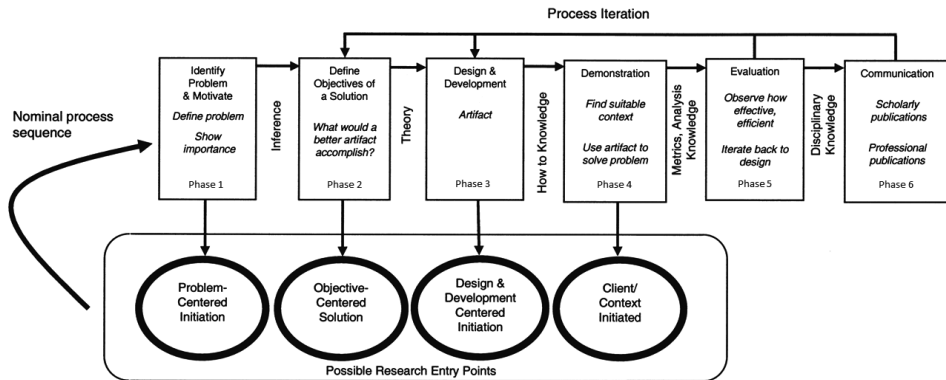 Process Iteration
Nominal process
sequence
Identify
Problem
& Motivate
Define problem
Show
importance
Phase 1
Inference
Define
Objectives of
a Solution
What would a
better artifact
accomplish?
Phase 2
Theory
Design &
Development
Artifact
Phase 3
How to Knowledge
Demonstration
Find suitable
context
Use artifact to
solve problem
Phase 4
Metrics, Analysis
Knowledge
Evaluation
Observe how
effective,
efficient
Iterate back to
design
Phase 5
Disciplinary
Knowledge
Communication
Scholarly
publications
Professional
publications
Phase 6
Problem-
Centered
Initiation
Objective-
Centered
Solution
Design &
Development
Centered
Initiation
Client/
Context
Initiated
Possible Research Entry Points